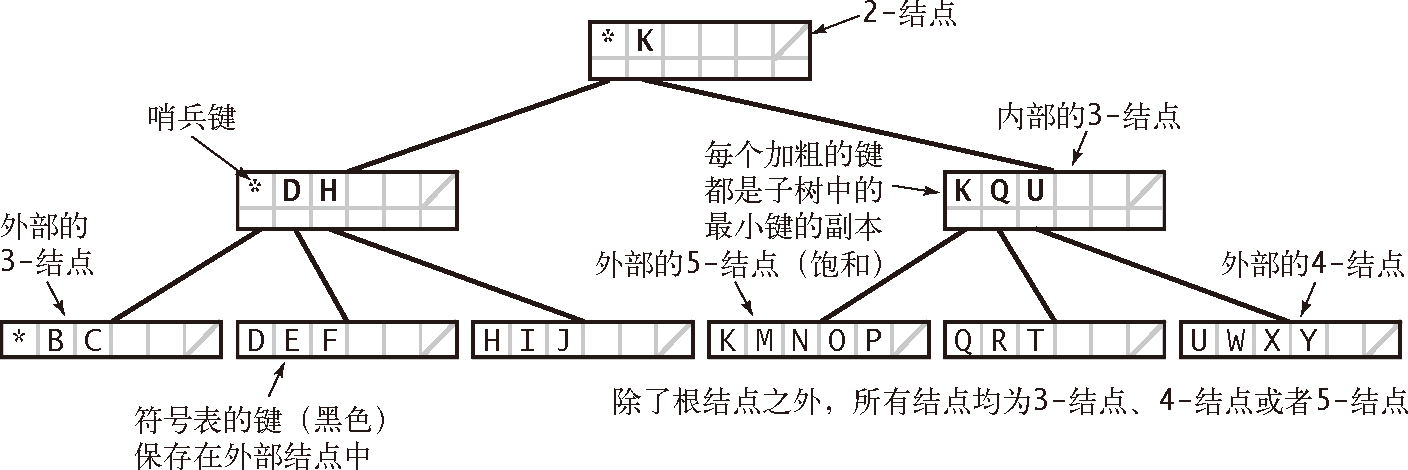 2-结点
* K
哨兵键
内部的3-结点
每个加粗的键
都是子树中的
最小键的副本
* D H
K Q U
外部的
3-结点
外部的5-结点（饱和）
外部的4-结点
* B C
D E F
H I J
K M N O P
Q R T
U W X Y
符号表的键（黑色）
保存在外部结点中
除了根结点之外，所有结点均为3-结点、4-结点或者5-结点